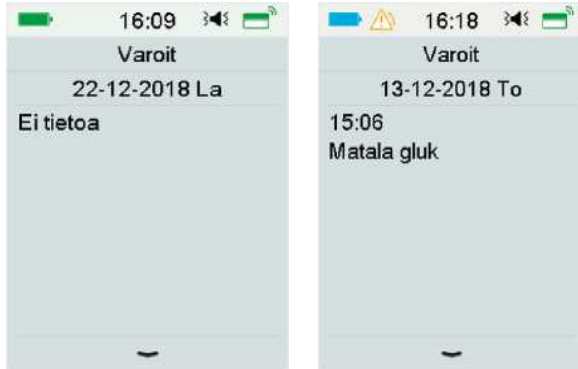 16:09
Varoit
22-12-2018 La
Ei tietoa
16:18
Varoit
13-12-2018 To
15:06
Matala gluk